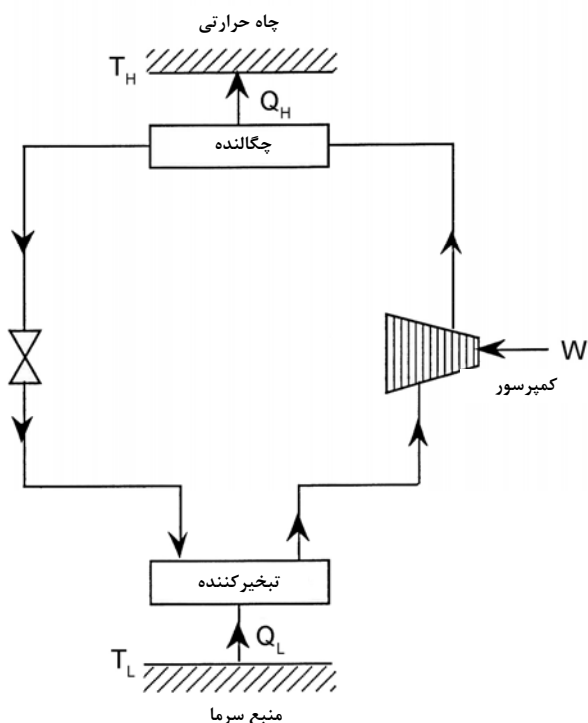 چاه حرارتی
T_H
Q_H
چگالنده
W
کمپرسور
تبخیرکننده
Q_L
T_L
منبع سرما